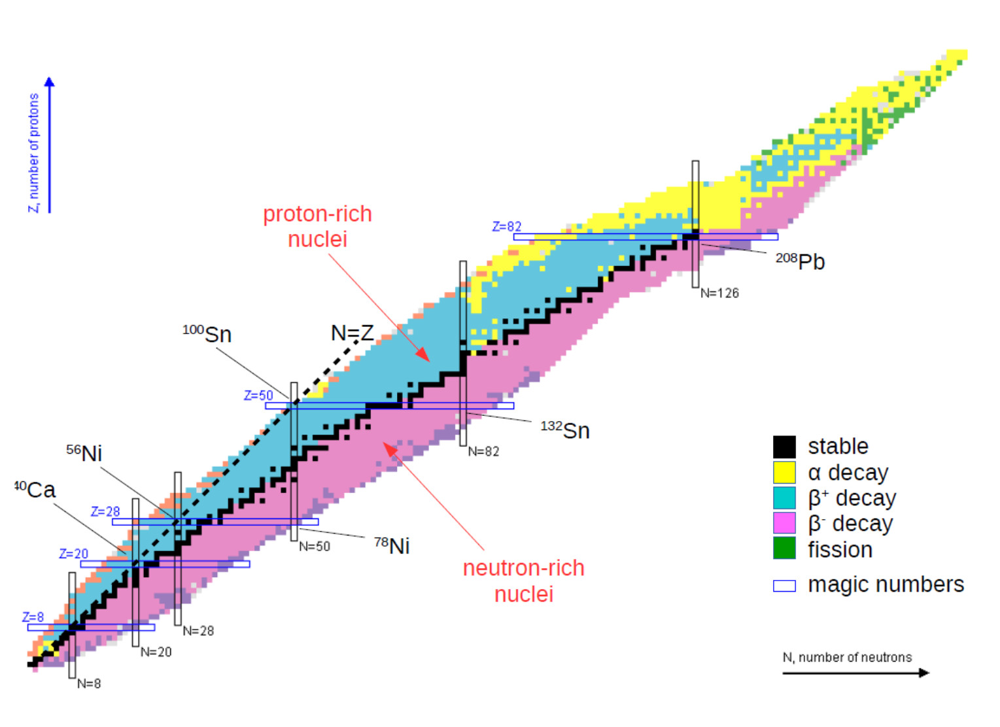 Z, number of protons
proton-rich
nuclei
Z=82
²⁰⁸Pb
N=126
¹⁰⁰Sn
N=Z
Z=50
¹³²Sn
N=82
⁵⁶Ni
⁴⁰Ca
Z=28
N=50
⁷⁸Ni
Z=20
neutron-rich
nuclei
Z=8
N=28
N=20
N=8
stable
α decay
β⁺ decay
β⁻ decay
fission
magic numbers
N, number of neutrons